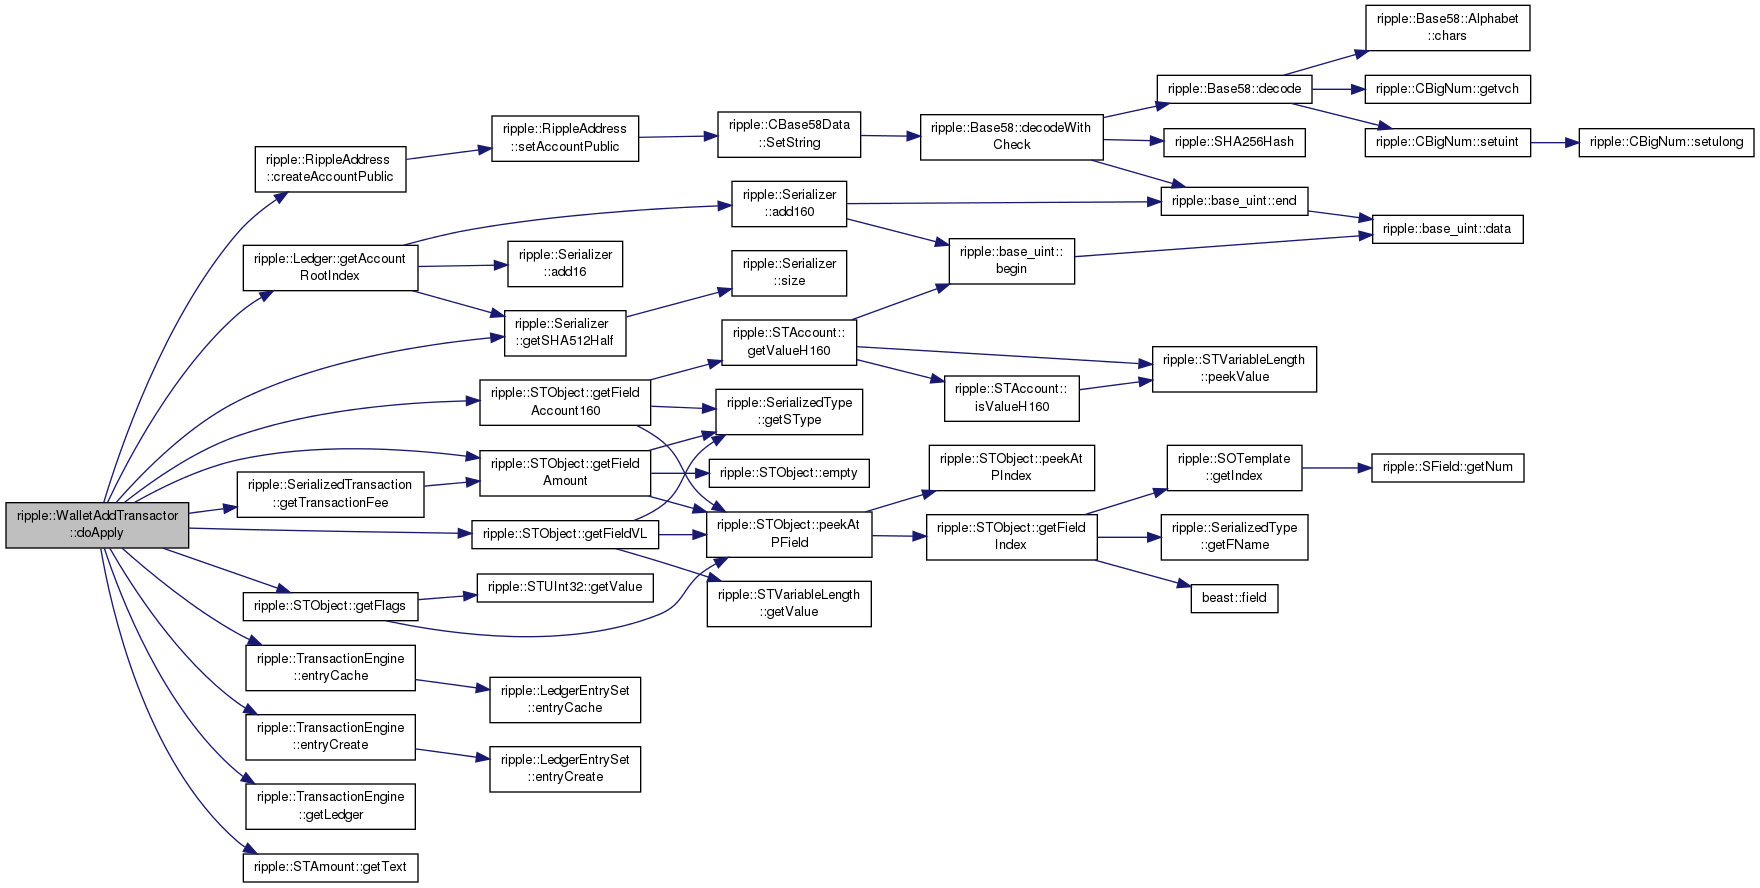 ripple::WalletAddTransactor
::doApply
ripple::RippleAddress
::createAccountPublic
ripple::RippleAddress
::setAccountPublic
ripple::CBase58Data
::SetString
ripple::Base58::decodeWith
Check
ripple::Base58::decode
ripple::Base58::Alphabet
::chars
ripple::CBigNum::getvch
ripple::CBigNum::setuint
ripple::CBigNum::setulong
ripple::SHA256Hash
ripple::base_uint::end
ripple::base_uint::data
ripple::Ledger::getAccount
RootIndex
ripple::Serializer
::add160
ripple::Serializer
::add16
ripple::base_uint::
begin
ripple::Serializer
::size
ripple::Serializer
::getSHA512Half
ripple::STAccount::
getValueH160
ripple::STVariableLength
::peekValue
ripple::STAccount::
isValueH160
ripple::STObject::getField
Account160
ripple::SerializedType
::getSType
ripple::STObject::getField
Amount
ripple::STObject::empty
ripple::SerializedTransaction
::getTransactionFee
ripple::STObject::getFieldVL
ripple::STObject::peekAt
PField
ripple::STObject::peekAt
PIndex
ripple::STObject::getField
Index
ripple::SOTemplate
::getIndex
ripple::SField::getNum
ripple::SerializedType
::getFName
beast::field
ripple::STVariableLength
::getValue
ripple::STObject::getFlags
ripple::STUInt32::getValue
ripple::TransactionEngine
::entryCache
ripple::LedgerEntrySet
::entryCache
ripple::TransactionEngine
::entryCreate
ripple::LedgerEntrySet
::entryCreate
ripple::TransactionEngine
::getLedger
ripple::STAmount::getText